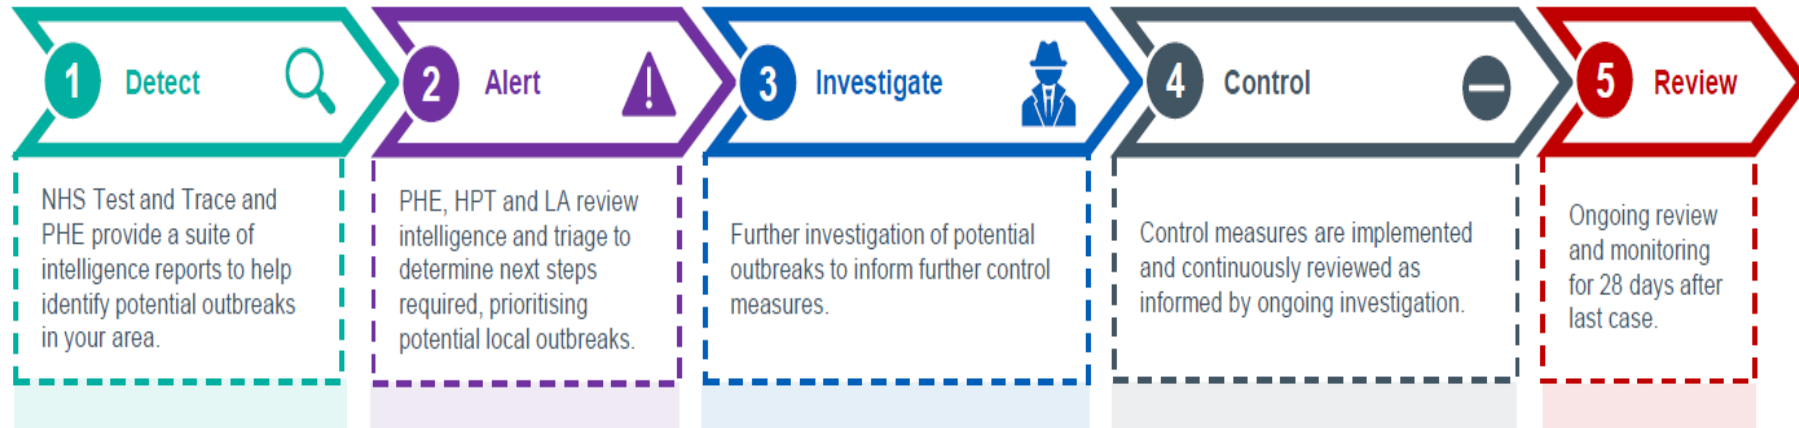 1 Detect
NHS Test and Trace and
PHE provide a suite of
intelligence reports to help
identify potential outbreaks
in your area.
2 Alert
PHE, HPT and LA review
intelligence and triage to
determine next steps
required, prioritising
potential local outbreaks.
3 Investigate
Further investigation of potential
outbreaks to inform further control
measures.
4 Control
Control measures are implemented
and continuously reviewed as
informed by ongoing investigation.
5 Review
Ongoing review
and monitoring
for 28 days after
last case.